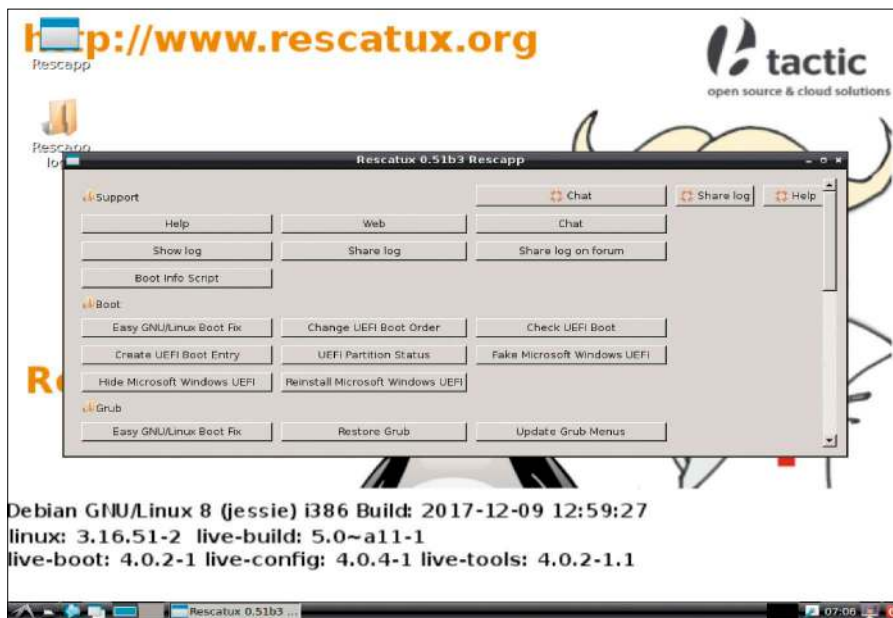 http://www.rescatux.org
Rescapp
tactic
open source & cloud solutions
Rescapp
Rescatux 0.51b3 Rescapp
Support
Chat
Share log
Help
Help
Web
Chat
Show log
Share log
Share log on forum
Boot Info Script
Boot
Easy GNU/Linux Boot Fix
Change UEFI Boot Order
Check UEFI Boot
Create UEFI Boot Entry
UEFI Partition Status
Fake Microsoft Windows UEFI
Hide Microsoft Windows UEFI
Reinstall Microsoft Windows UEFI
Grub
Easy GNU/Linux Boot Fix
Restore Grub
Update Grub Menus
Debian GNU/Linux 8 (jessie) i386 Build: 2017-12-09 12:59:27
linux: 3.16.51-2 live-build: 5.0~a11-1
live-boot: 4.0.2-1 live-config: 4.0.4-1 live-tools: 4.0.2-1.1
Rescatux 0.51b3 ...
07:06